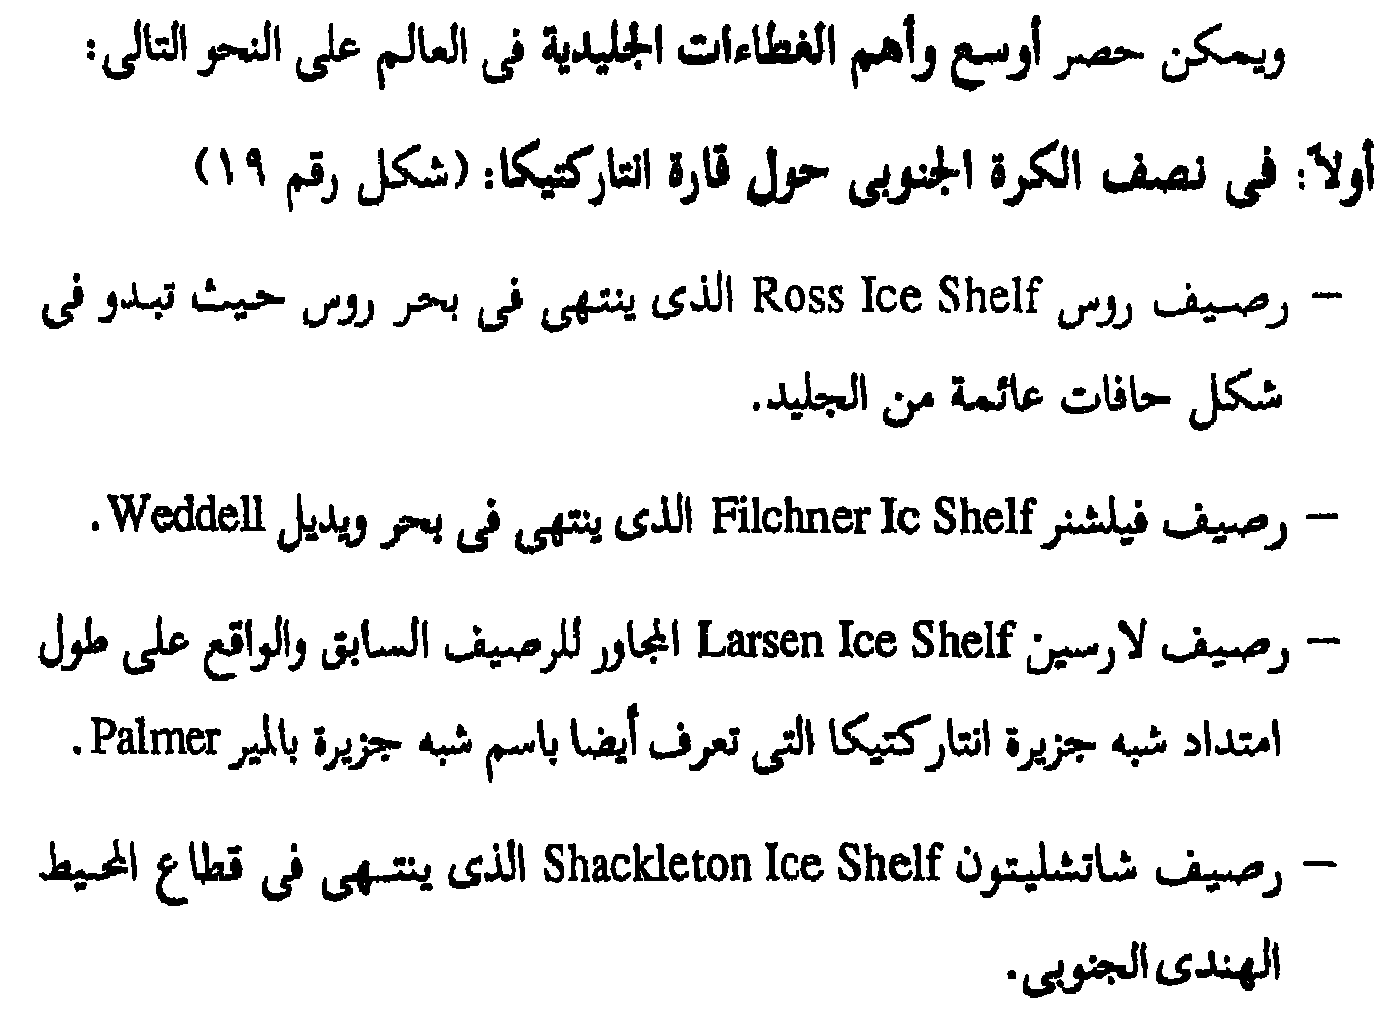 ويمكن حصر أوسع وأهم الغطاءات الجليدية فى العالم على النحو التالى:
أولاً: فى نصف الكرة الجنوبى حول قارة انتاركتيكا: (شكل رقم ١٩)
– رصيف روس Ross Ice Shelf الذى ينتهى فى بحر روس حيث تبدو فى
شكل حافات عائمة من الجليد.
– رصيف فيلشنر Filchner Ic Shelf الذى ينتهى فى بحر ويديل Weddell.
– رصيف لارسين Larsen Ice Shelf المجاور للرصيف السابق والواقع على طول
امتداد شبه جزيرة انتاركتيكا التى تعرف أيضا باسم شبه جزيرة بالمير Palmer.
– رصيف شاتشليتون Shackleton Ice Shelf الذى ينتهى فى قطاع المحيط
الهندى الجنوبى.